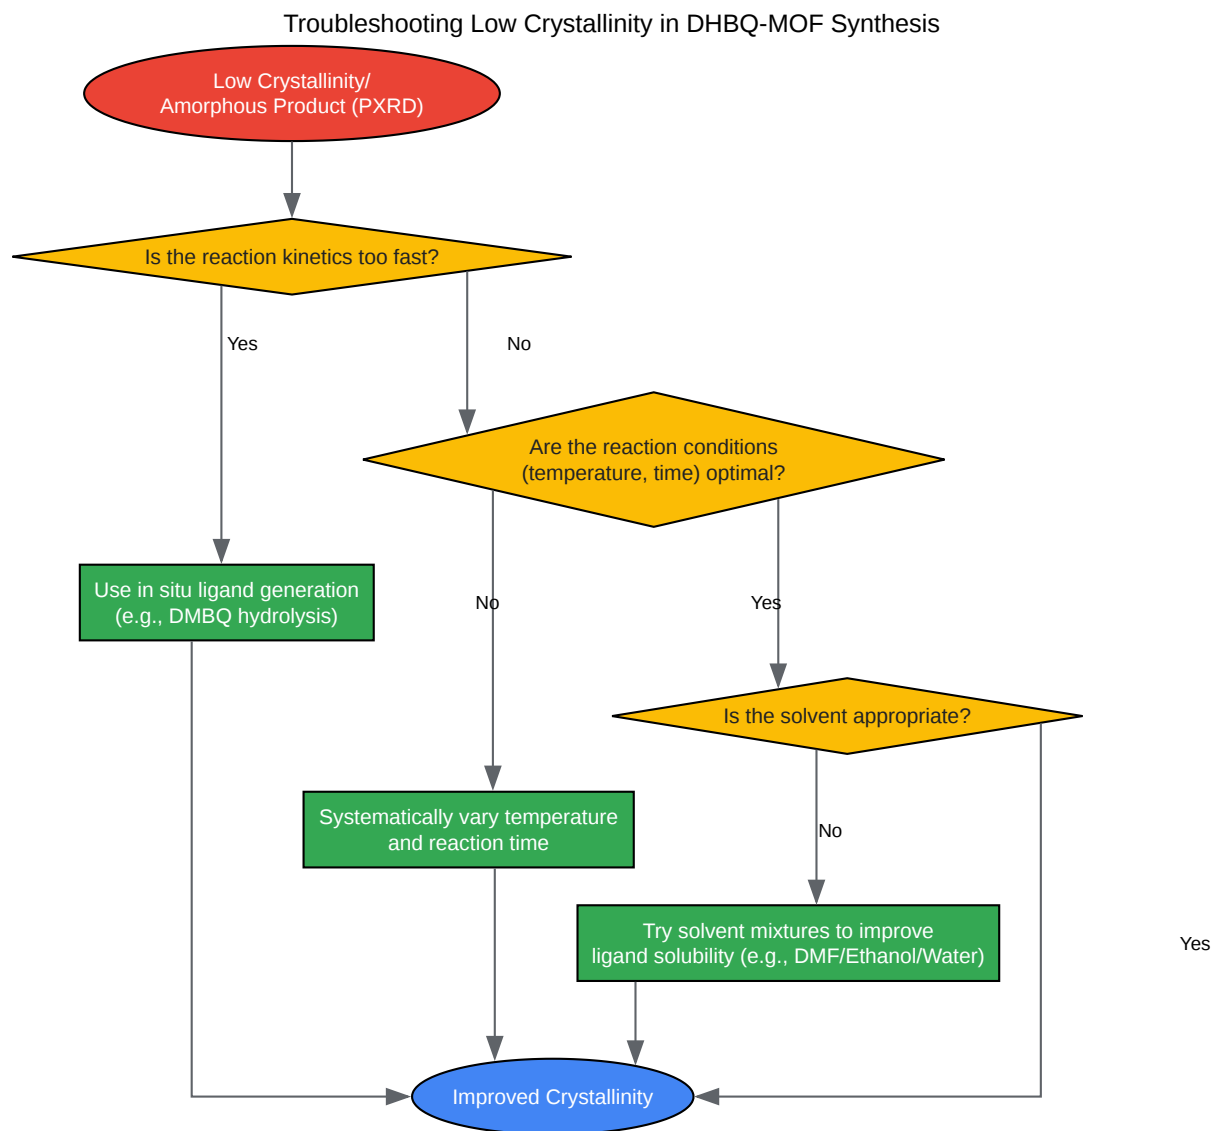 Troubleshooting Low Crystallinity in DHBQ-MOF Synthesis
Low Crystallinity/
Amorphous Product (PXRD)
Is the reaction kinetics too fast?
Yes
No
Are the reaction conditions
(temperature, time) optimal?
Use in situ ligand generation
(e.g., DMBQ hydrolysis)
No
Yes
Is the solvent appropriate?
Systematically vary temperature
and reaction time
No
Try solvent mixtures to improve
ligand solubility (e.g., DMF/Ethanol/Water)
Yes
Improved Crystallinity